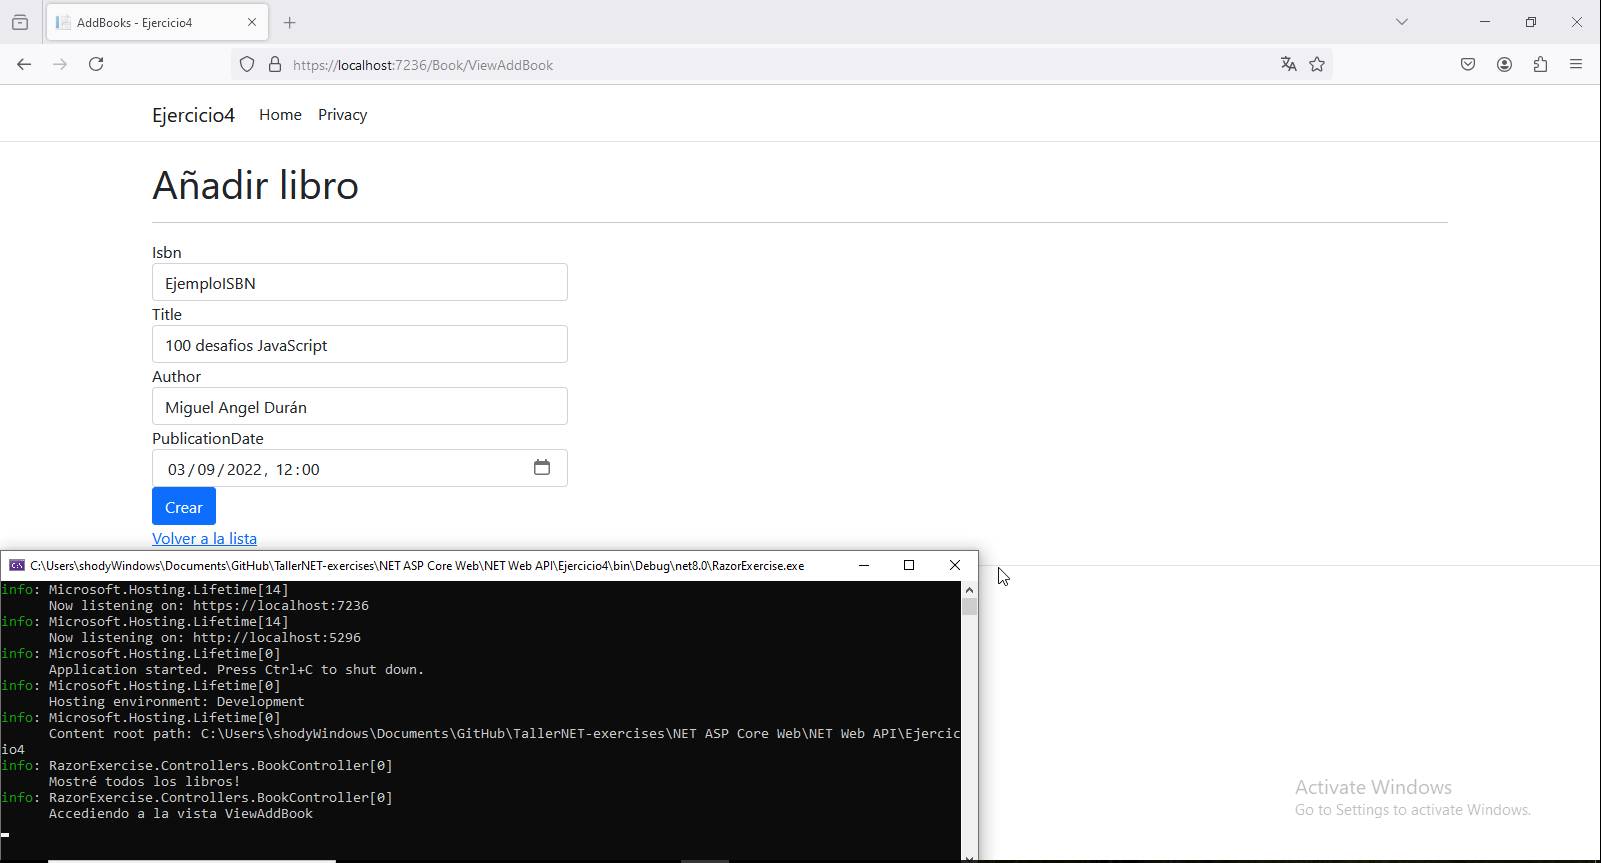 AddBooks - Ejercicio4
https://localhost:7236/Book/ViewAddBook
Ejercicio4 Home Privacy
Añadir libro
Isbn
EjemploISBN
Title
100 desafios JavaScript
Author
Miguel Angel Durán
PublicationDate
03/09/2022, 12:00
Crear
Volver a la lista
C:\Users\shodyWindows\Documents\GitHub\TallerNET-exercises\NET ASP Core Web\NET Web API\Ejercicio4\bin\Debug\net8.0\RazorExercise.exe
info: Microsoft.Hosting.Lifetime[14]
Now listening on: https://localhost:7236
info: Microsoft.Hosting.Lifetime[14]
Now listening on: http://localhost:5296
info: Microsoft.Hosting.Lifetime[0]
Application started. Press Ctrl+C to shut down.
info: Microsoft.Hosting.Lifetime[0]
Hosting environment: Development
info: Microsoft.Hosting.Lifetime[0]
Content root path: C:\Users\shodyWindows\Documents\GitHub\TallerNET-exercises\NET ASP Core Web\NET Web API\Ejercic
io4
info: RazorExercise.Controllers.BookController[0]
Mostré todos los libros!
info: RazorExercise.Controllers.BookController[0]
Accediendo a la vista ViewAddBook
Activate Windows
Go to Settings to activate Windows.